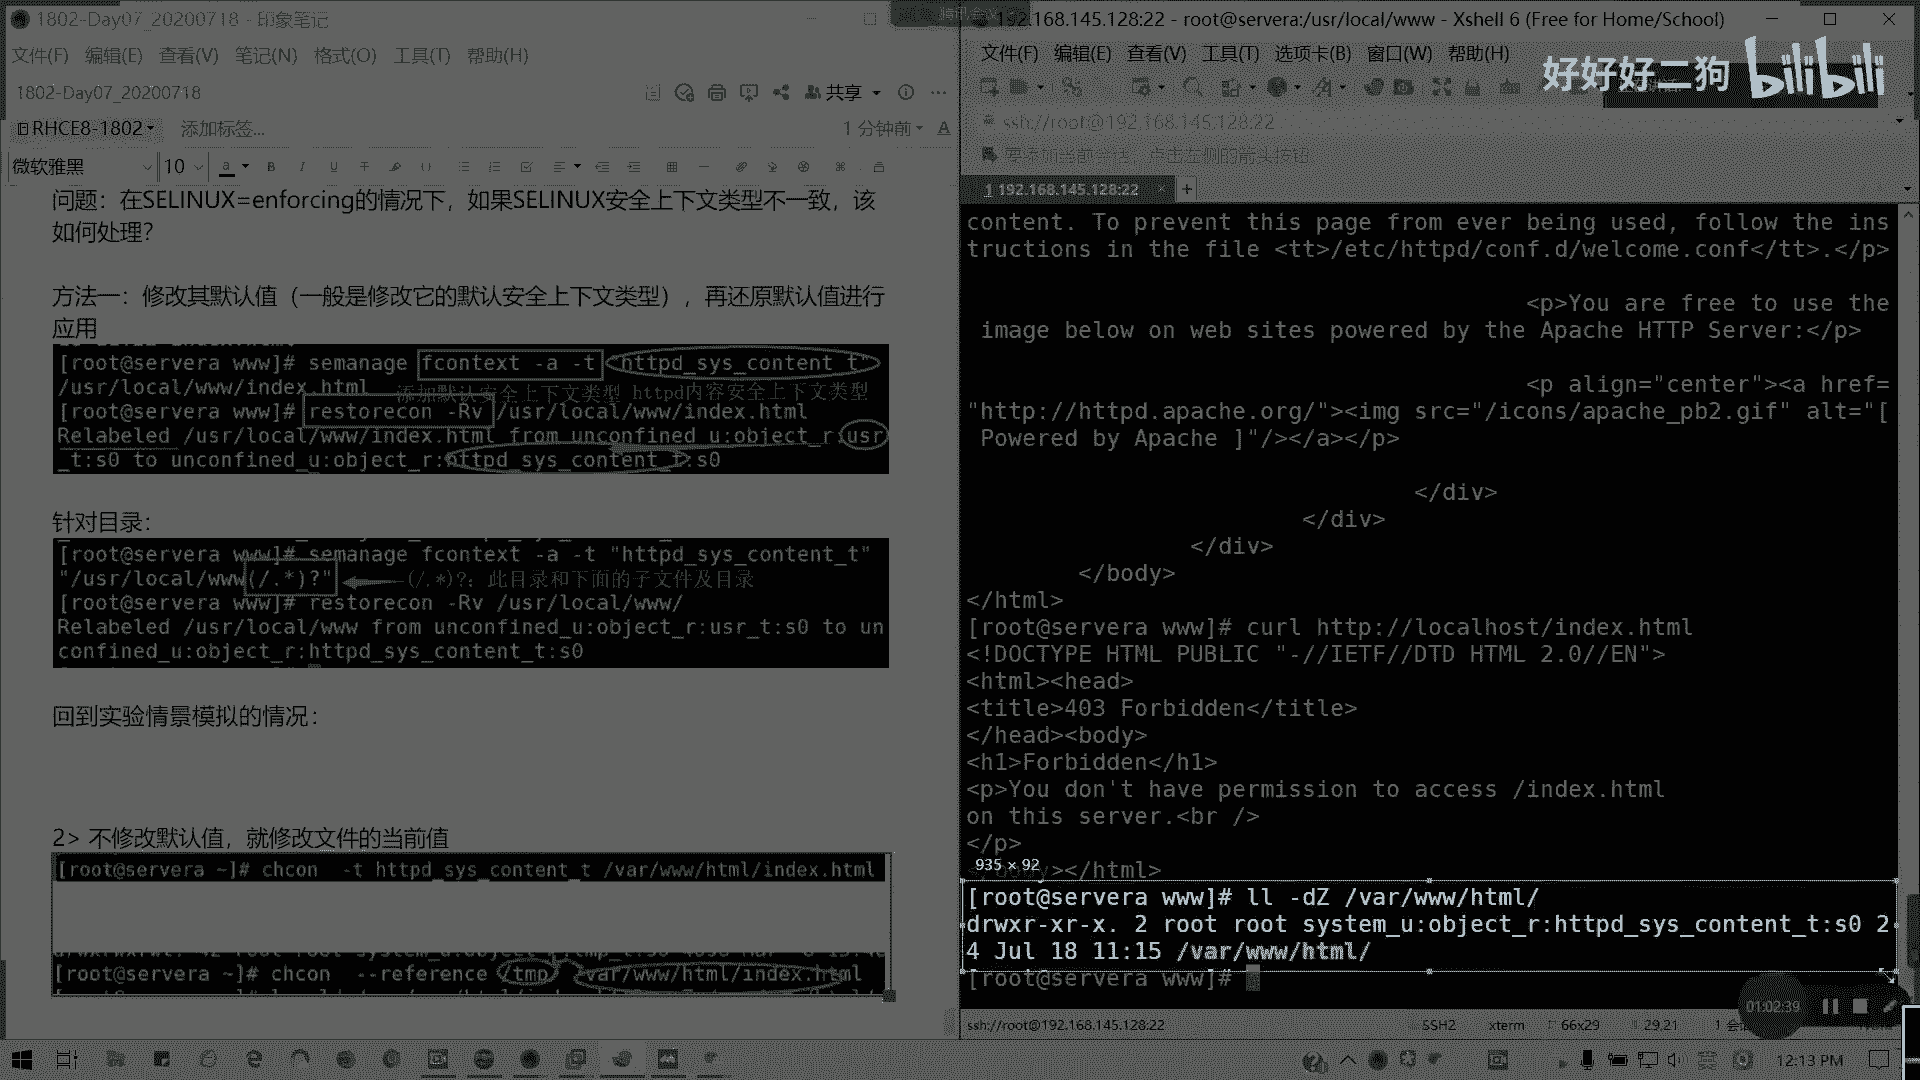 1802-Day07_20200718 - 印象笔记
文件(F) 编辑(E) 查看(V) 笔记(N) 格式(O) 工具(T) 帮助(H)
1802-Day07_20200718
共享
RHCE8-1802 添加标签...
1 分钟前
微软雅黑 10
问题：在SELINUX=enforcing的情况下，如果SELINUX安全上下文类型不一致，该
如何处理？
方法一：修改其默认值（一般是修改它的默认安全上下文类型），再还原默认值进行
应用
[root@servera www]# semanage fcontext -a -t "httpd_sys_content_t"
/usr/local/www/index.html 添加默认安全上下文类型 httpd内容安全上下文类型
[root@servera www]# restorecon -Rv /usr/local/www/index.html
Relabeled /usr/local/www/index.html from unconfined_u:object_r:usr
_t:s0 to unconfined_u:object_r:httpd_sys_content_t:s0
针对目录：
[root@servera www]# semanage fcontext -a -t "httpd_sys_content_t"
"/usr/local/www(/.*)?" (/.*)?：此目录和下面的子文件及目录
[root@servera www]# restorecon -Rv /usr/local/www/
Relabeled /usr/local/www from unconfined_u:object_r:usr_t:s0 to un
confined_u:object_r:httpd_sys_content_t:s0
回到实验情景模拟的情况：
2> 不修改默认值，就修改文件的当前值
[root@servera ~]# chcon -t httpd_sys_content_t /var/www/html/index.html
[root@servera ~]# chcon --reference /tmp /var/www/html/index.html
192.168.145.128:22 - root@servera:/usr/local/www - Xshell 6 (Free for Home/School)
文件(F) 编辑(E) 查看(V) 工具(T) 选项卡(B) 窗口(W) 帮助(H)
好好好二狗 bilibili
ssh://root@192.168.145.128:22
要添加当前会话，点击左侧的箭头按钮。
1 192.168.145.128:22
content. To prevent this page from ever being used, follow the ins
tructions in the file <tt>/etc/httpd/conf.d/welcome.conf</tt>.</p>
<p>You are free to use the
image below on web sites powered by the Apache HTTP Server:</p>
<p align="center"><a href=
"http://httpd.apache.org/"><img src="/icons/apache_pb2.gif" alt="[
Powered by Apache ]"/></a></p>
</div>
</div>
</div>
</body>
</html>
[root@servera www]# curl http://localhost/index.html
<!DOCTYPE HTML PUBLIC "-//IETF//DTD HTML 2.0//EN">
<html><head>
<title>403 Forbidden</title>
</head><body>
<h1>Forbidden</h1>
<p>You don't have permission to access /index.html
on this server.<br />
</p>
</body></html>
935 × 92
[root@servera www]# ll -dZ /var/www/html/
drwxr-xr-x. 2 root root system_u:object_r:httpd_sys_content_t:s0 2
4 Jul 18 11:15 /var/www/html/
[root@servera www]#
01:02:39
ssh://root@192.168.145.128:22 SSH2 xterm 66x29 29,21
12:13 PM